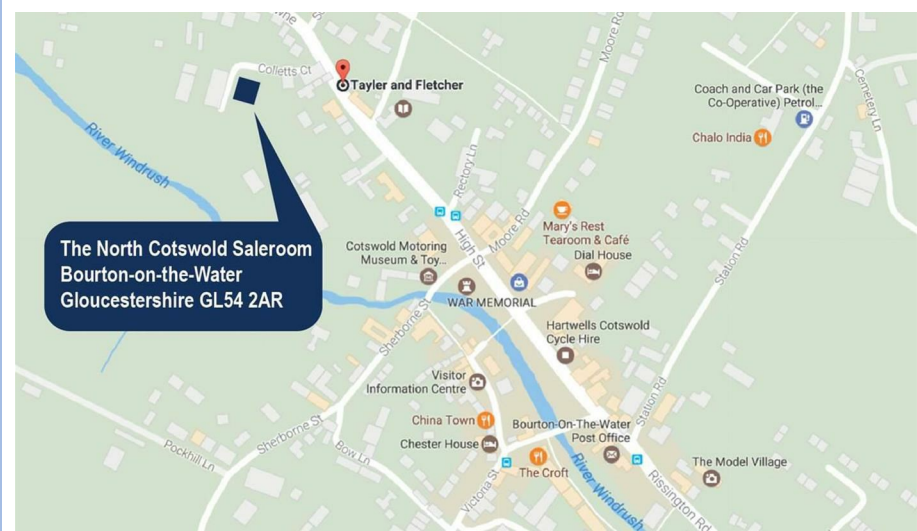 ne
Colletts Ct
Tayler and Fletcher
Moore Rd
Coach and Car Park (the
Co-Operative) Petrol...
Chalo India
Cemetery Ln
River Windrush
Rectory Ln
The North Cotswold Saleroom
Bourton-on-the-Water
Gloucestershire GL54 2AR
Mary's Rest
Tearoom & Café
Dial House
Cotswold Motoring
Museum & Toy...
High St
Moore Rd
Station Rd
WAR MEMORIAL
Sherborne St
Hartwells Cotswold
Cycle Hire
Visitor
Information Centre
China Town
Chester House
Bourton-On-The-Water
Post Office
Station Rd
Sherborne St
Bow Ln
Pockhill Ln
The Croft
The Model Village
Victoria St
River Windrush
Rissington Rd